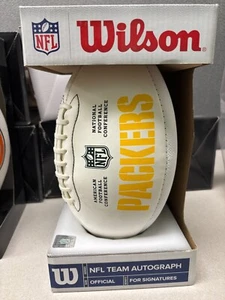 NFL
Wilson
NATIONAL
FOOTBALL
CONFERENCE
NFL
AMERICAN
FOOTBALL
CONFERENCE
PACKERS
W
NFL TEAM AUTOGRAPH
OFFICIAL
FOR SIGNATURES